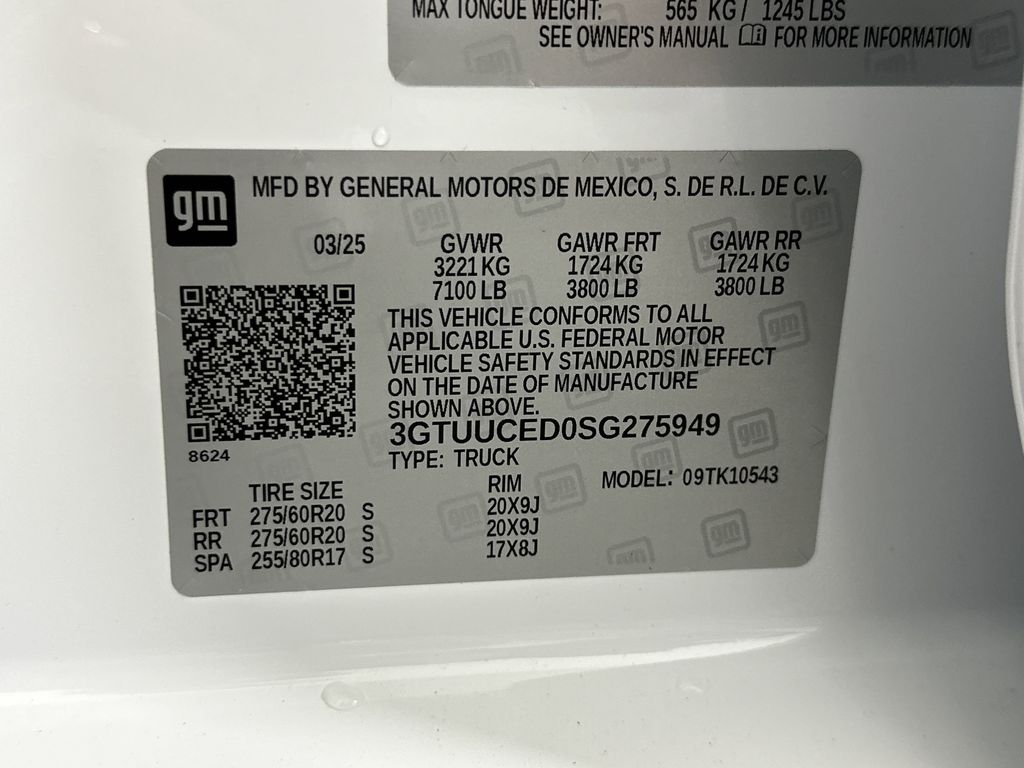 MAX TONGUE WEIGHT: 565 KG / 1245 LBS
SEE OWNER'S MANUAL FOR MORE INFORMATION
gm MFD BY GENERAL MOTORS DE MEXICO, S. DE R.L. DE C.V.
03/25 GVWR GAWR FRT GAWR RR
3221 KG 1724 KG 1724 KG
7100 LB 3800 LB 3800 LB
THIS VEHICLE CONFORMS TO ALL
APPLICABLE U.S. FEDERAL MOTOR
VEHICLE SAFETY STANDARDS IN EFFECT
ON THE DATE OF MANUFACTURE
SHOWN ABOVE.
3GTUUCED0SG275949
8624
TYPE: TRUCK
TIRE SIZE RIM MODEL: 09TK10543
FRT 275/60R20 S 20X9J
RR 275/60R20 S 20X9J
SPA 255/80R17 S 17X8J